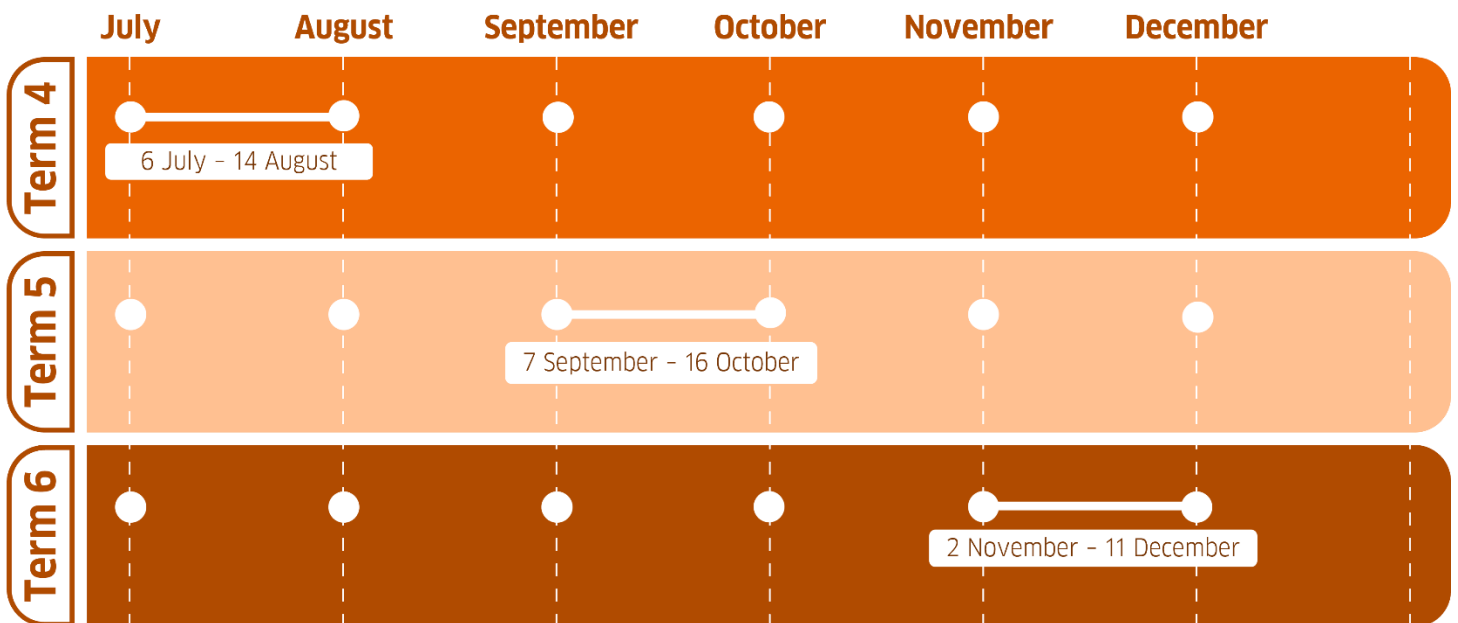 July August September October November December
Term 4
6 July – 14 August
Term 5
7 September – 16 October
Term 6
2 November – 11 December